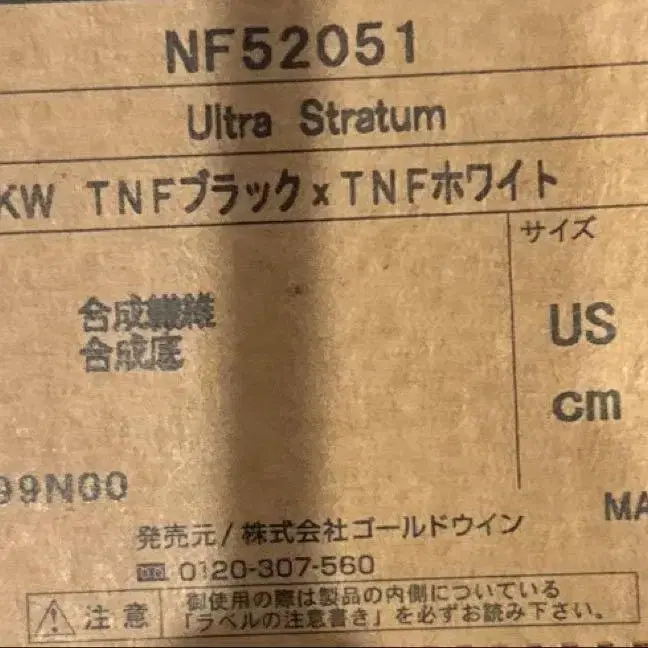 NF52051
Ultra Stratum
KW TNFブラックxTNFホワイト
サイズ
合成繊維
合成底
US
cm
99N00
MA
発売元/株式会社ゴールドウイン
0120-307-560
注意
御使用の際は製品の内側についている
「ラベルの注意書き」を必ずお読み下さい。